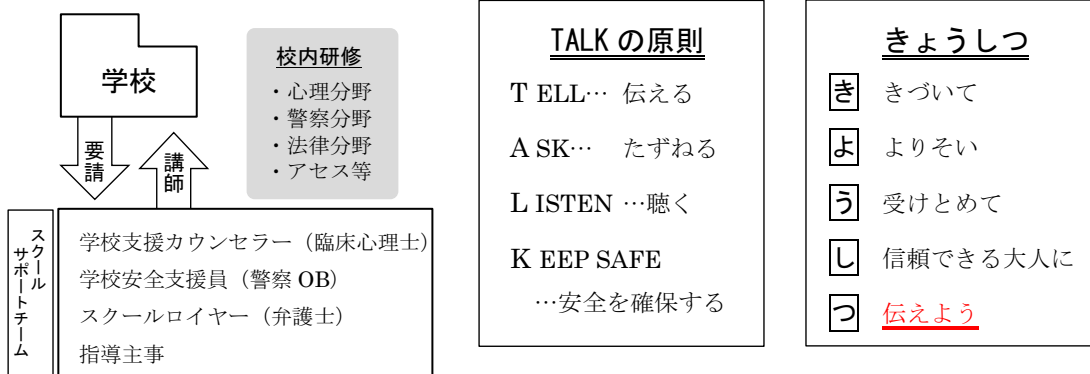 学校
要請
講師
校内研修
・心理分野
・警察分野
・法律分野
・アセス等
スクール
サポートチーム
学校支援カウンセラー（臨床心理士）
学校安全支援員（警察 OB）
スクールロイヤー（弁護士）
指導主事
TALK の原則
T ELL… 伝える
A SK… たずねる
L ISTEN …聴く
K EEP SAFE
…安全を確保する
きょうしつ
き きづいて
よ よりそい
う 受けとめて
し 信頼できる大人に
つ 伝えよう